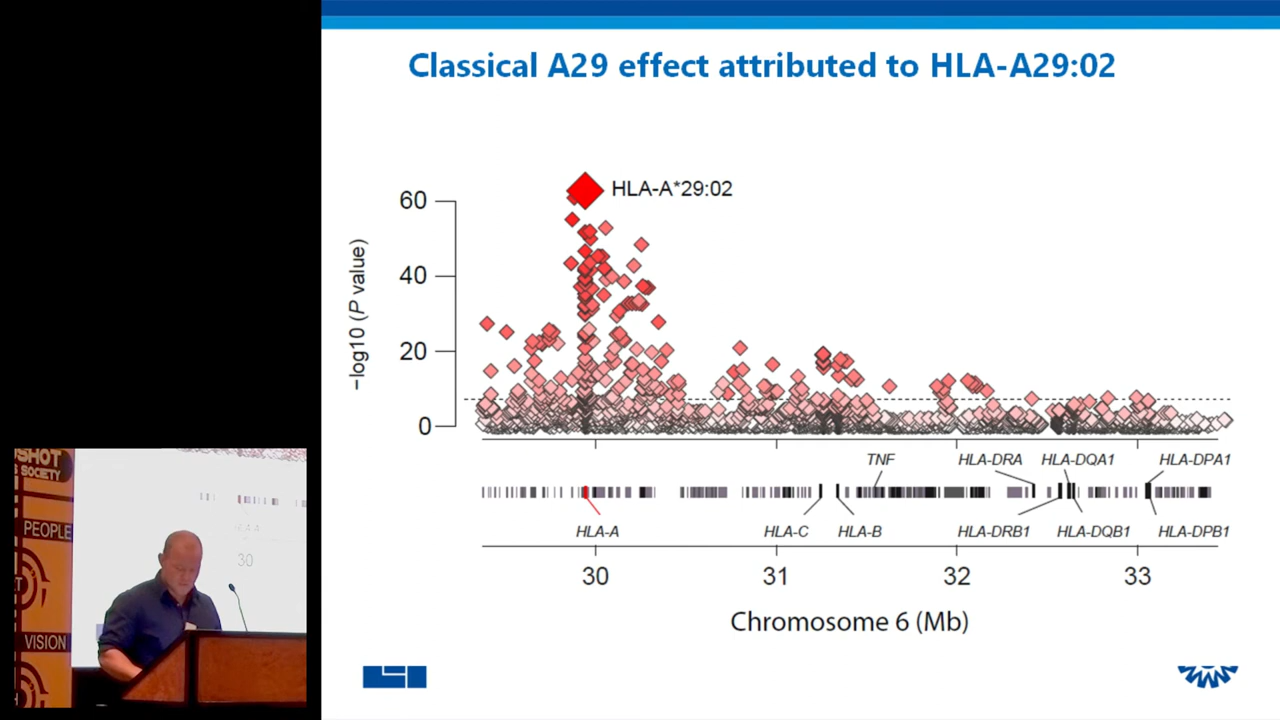 Classical A29 effect attributed to HLA-A29:02
HLA-A*29:02
60
40
20
0
−log10 (P value)
TNF
HLA-DRA
HLA-DQA1
HLA-DPA1
HLA-A
HLA-C
HLA-B
HLA-DRB1
HLA-DQB1
HLA-DPB1
30
31
32
33
Chromosome 6 (Mb)
SHOT
SOCIETY
PEOPLE
VISION
30